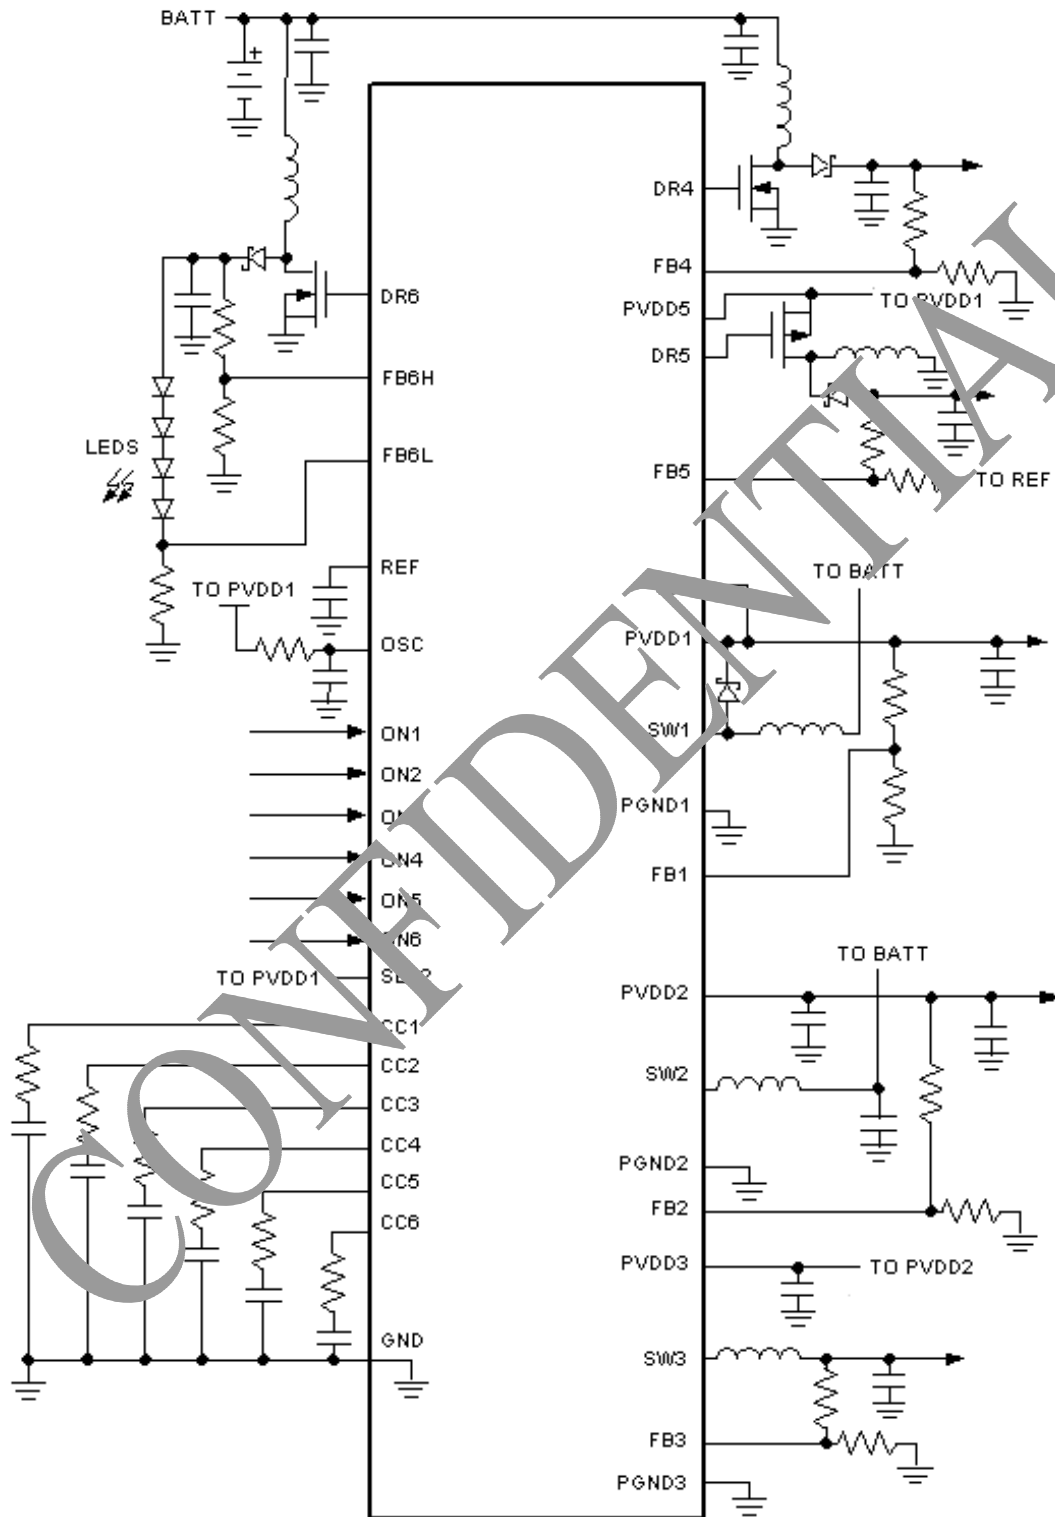 BATT
DR4
FB4
TO PVDD1
PVDD5
DR5
DR6
FB6H
FB6L
LEDS
FB5
TO REF
REF
TO PVDD1
OSC
TO BATT
PVDD1
SW1
ON1
ON2
PGND1
ON4
FB1
ON5
ON6
TO PVDD1
TO BATT
PVDD2
CC1
CC2
SW2
CC3
CC4
PGND2
CC5
FB2
CC6
PVDD3
TO PVDD2
GND
SW3
FB3
PGND3
CONFIDENTIAL